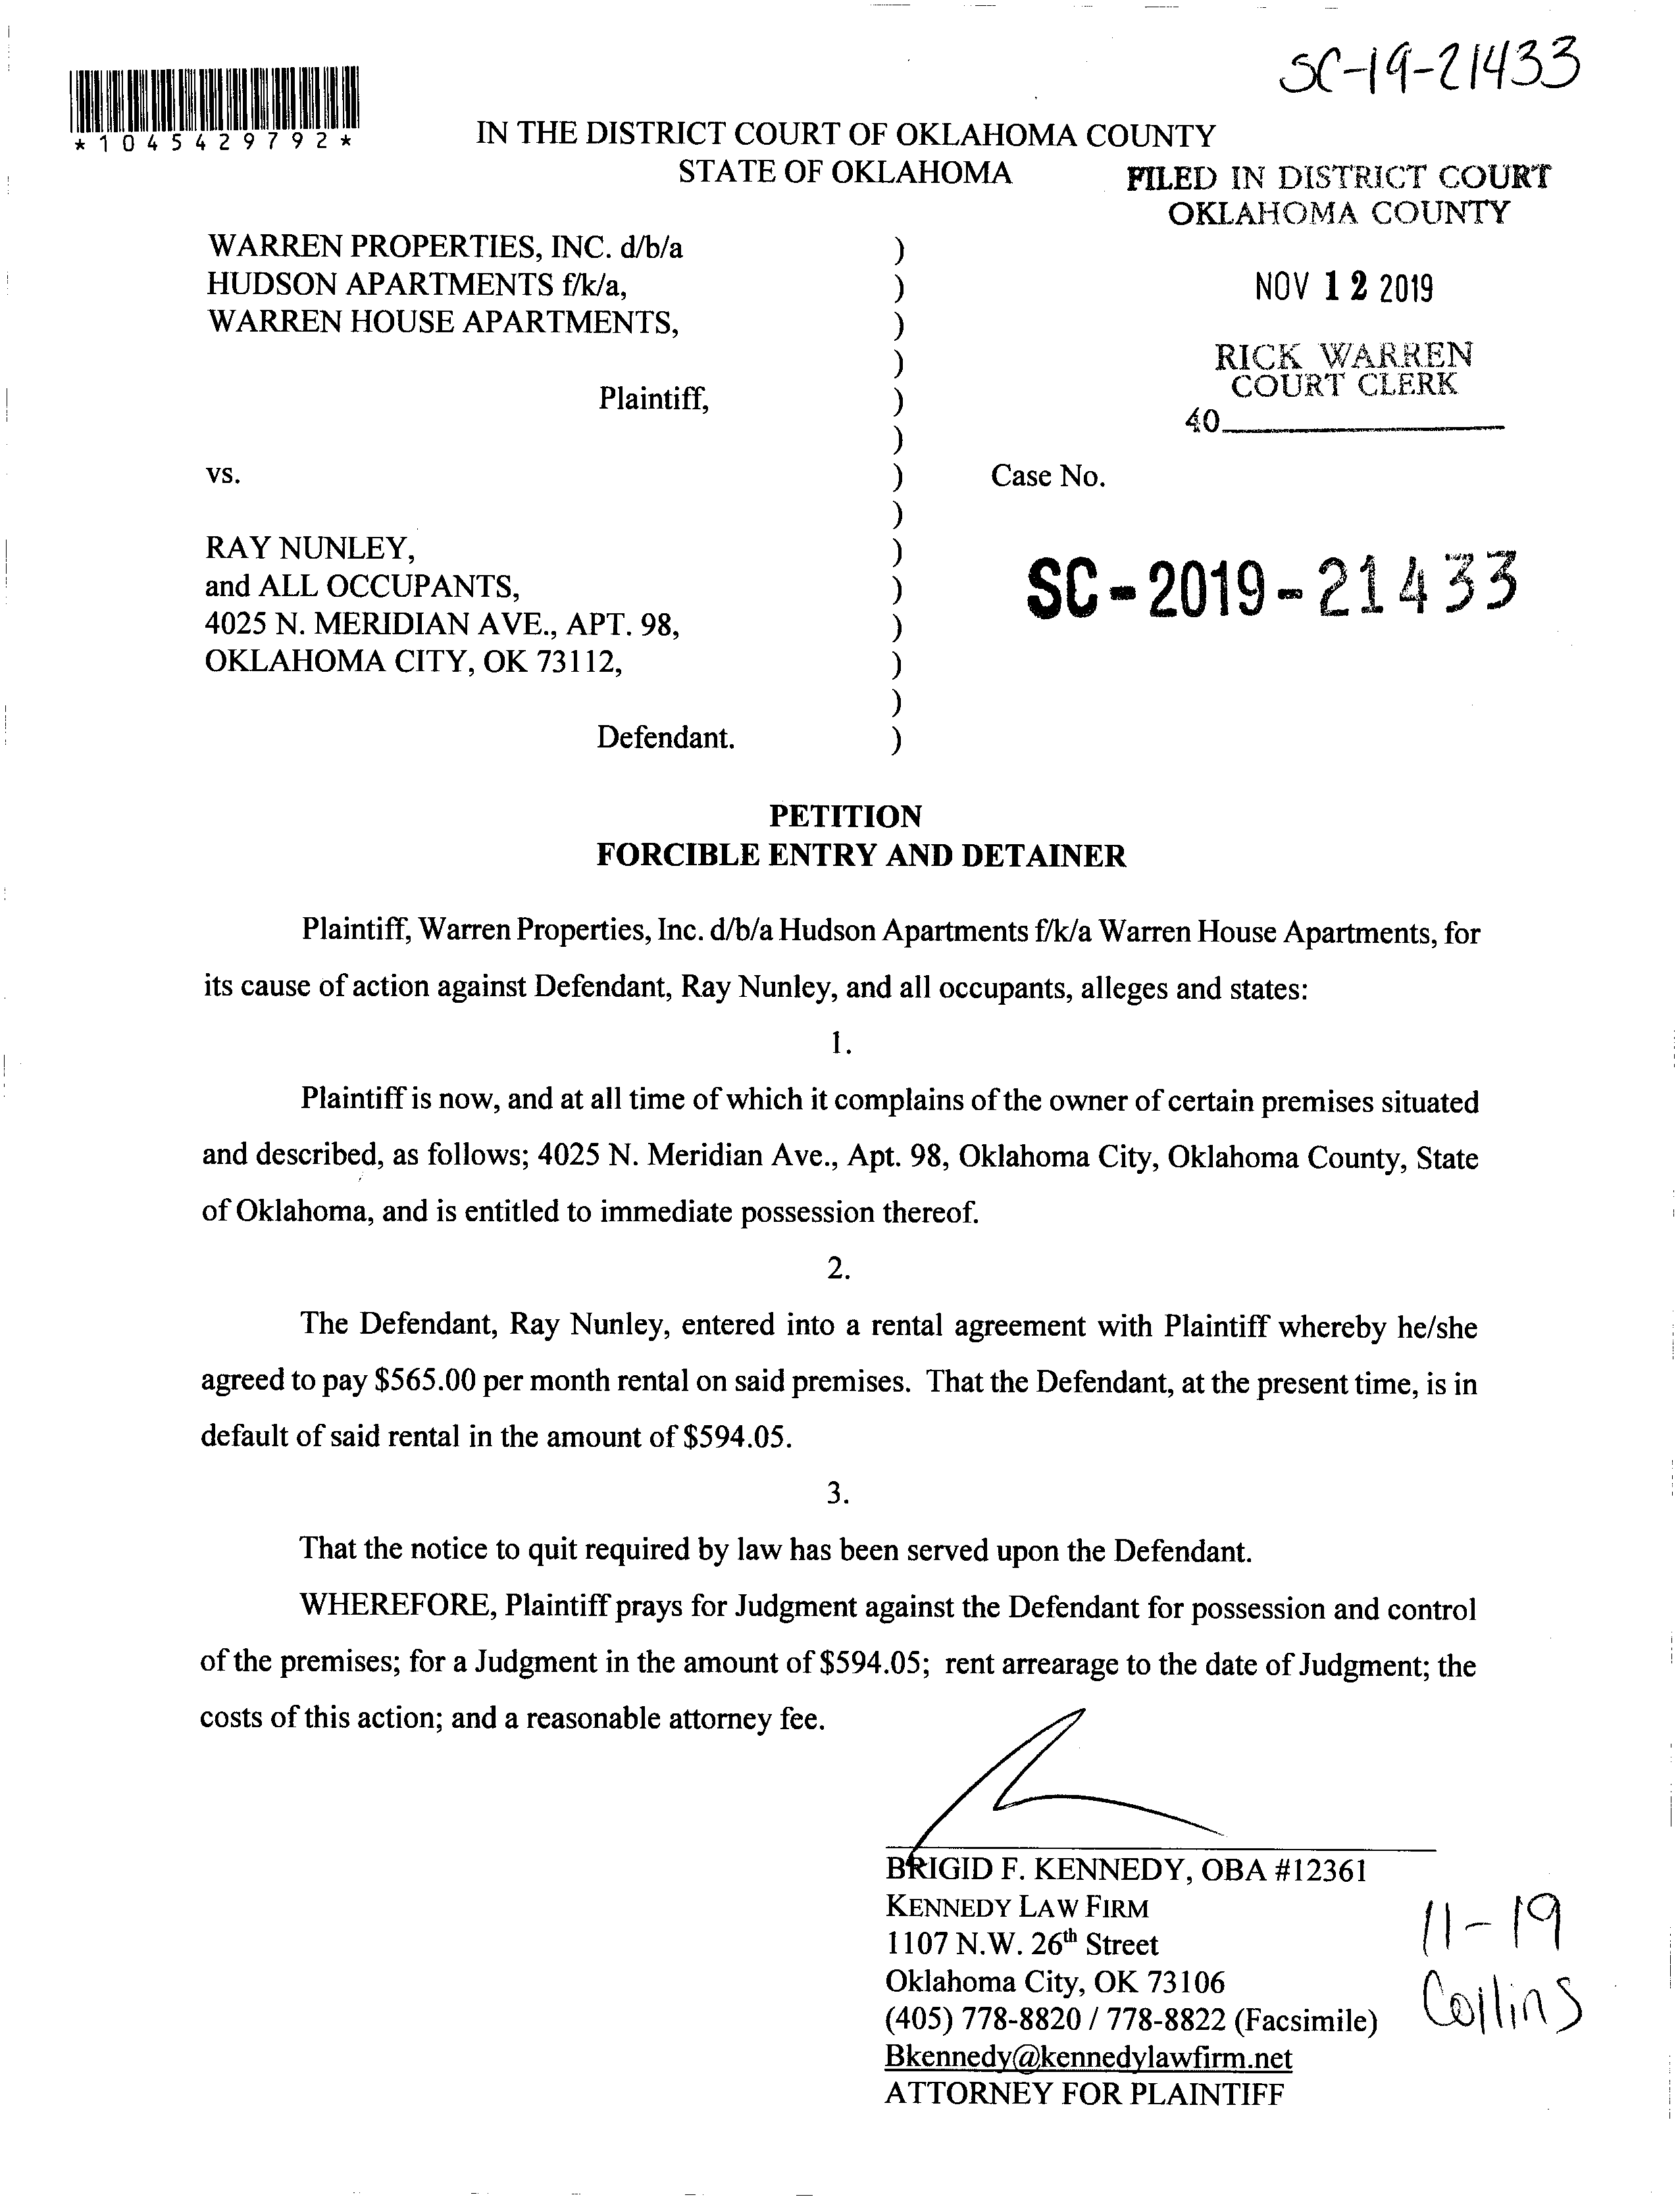 SC-19-21433
*1045429792*
IN THE DISTRICT COURT OF OKLAHOMA COUNTY
STATE OF OKLAHOMA
FILED IN DISTRICT COURT
OKLAHOMA COUNTY
NOV 12 2019
RICK WARREN
COURT CLERK
40
WARREN PROPERTIES, INC. d/b/a )
HUDSON APARTMENTS f/k/a, )
WARREN HOUSE APARTMENTS, )
)
Plaintiff, )
)
vs. ) Case No.
)
RAY NUNLEY, )
and ALL OCCUPANTS, ) SC-2019-21433
4025 N. MERIDIAN AVE., APT. 98, )
OKLAHOMA CITY, OK 73112, )
)
Defendant. )
PETITION
FORCIBLE ENTRY AND DETAINER
Plaintiff, Warren Properties, Inc. d/b/a Hudson Apartments f/k/a Warren House Apartments, for
its cause of action against Defendant, Ray Nunley, and all occupants, alleges and states:
1.
Plaintiff is now, and at all time of which it complains of the owner of certain premises situated
and described, as follows; 4025 N. Meridian Ave., Apt. 98, Oklahoma City, Oklahoma County, State
of Oklahoma, and is entitled to immediate possession thereof.
2.
The Defendant, Ray Nunley, entered into a rental agreement with Plaintiff whereby he/she
agreed to pay $565.00 per month rental on said premises. That the Defendant, at the present time, is in
default of said rental in the amount of $594.05.
3.
That the notice to quit required by law has been served upon the Defendant.
WHEREFORE, Plaintiff prays for Judgment against the Defendant for possession and control
of the premises; for a Judgment in the amount of $594.05; rent arrearage to the date of Judgment; the
costs of this action; and a reasonable attorney fee.
BRIGID F. KENNEDY, OBA #12361
KENNEDY LAW FIRM
1107 N.W. 26th Street
Oklahoma City, OK 73106
(405) 778-8820 / 778-8822 (Facsimile)
Bkennedy@kennedylawfirm.net
ATTORNEY FOR PLAINTIFF
11-19
Collins